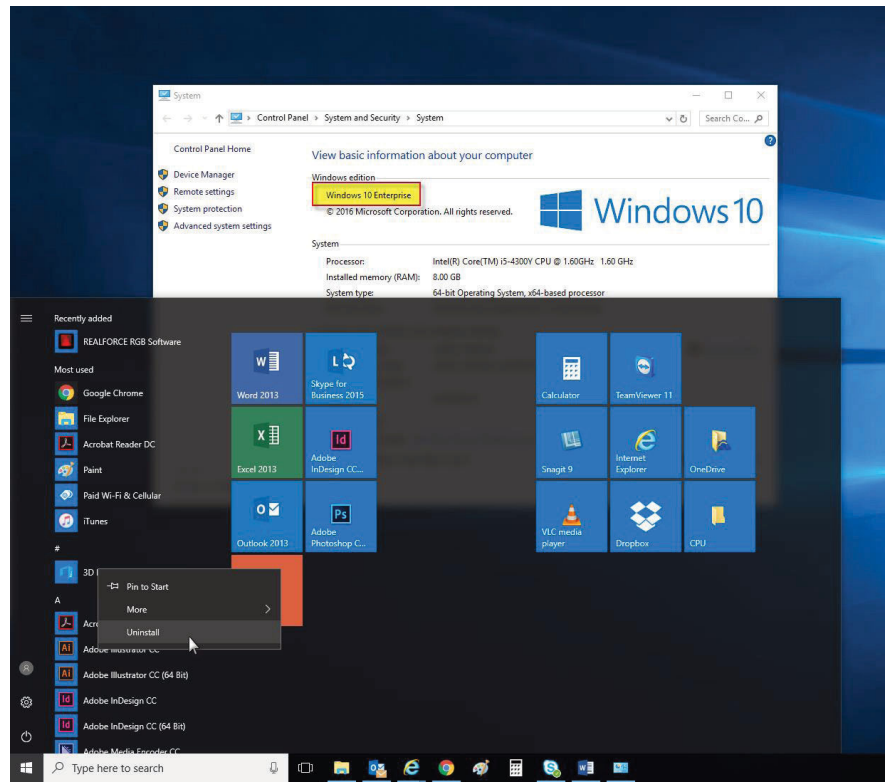 System
Control Panel > System and Security > System
Search Co...
Control Panel Home
Device Manager
Remote settings
System protection
Advanced system settings
View basic information about your computer
Windows edition
Windows 10 Enterprise
© 2016 Microsoft Corporation. All rights reserved.
Windows 10
System
Processor: Intel(R) Core(TM) i5-4300Y CPU @ 1.60GHz 1.60 GHz
Installed memory (RAM): 8.00 GB
System type: 64-bit Operating System, x64-based processor
Recently added
REALFORCE RGB Software
Most used
Google Chrome
File Explorer
Acrobat Reader DC
Paint
Paid Wi-Fi & Cellular
iTunes
#
3D
A
Acr
Adobe Illustrator CC
Adobe Illustrator CC (64 Bit)
Adobe InDesign CC
Adobe InDesign CC (64 Bit)
Adobe Media Encoder CC
Pin to Start
More
Uninstall
Word 2013
Skype for
Business 2015
Excel 2013
Adobe
InDesign CC...
Outlook 2013
Adobe
Photoshop C...
Calculator
TeamViewer 11
Snagit 9
Internet
Explorer
OneDrive
VLC media
player
Dropbox
CPU
Type here to search